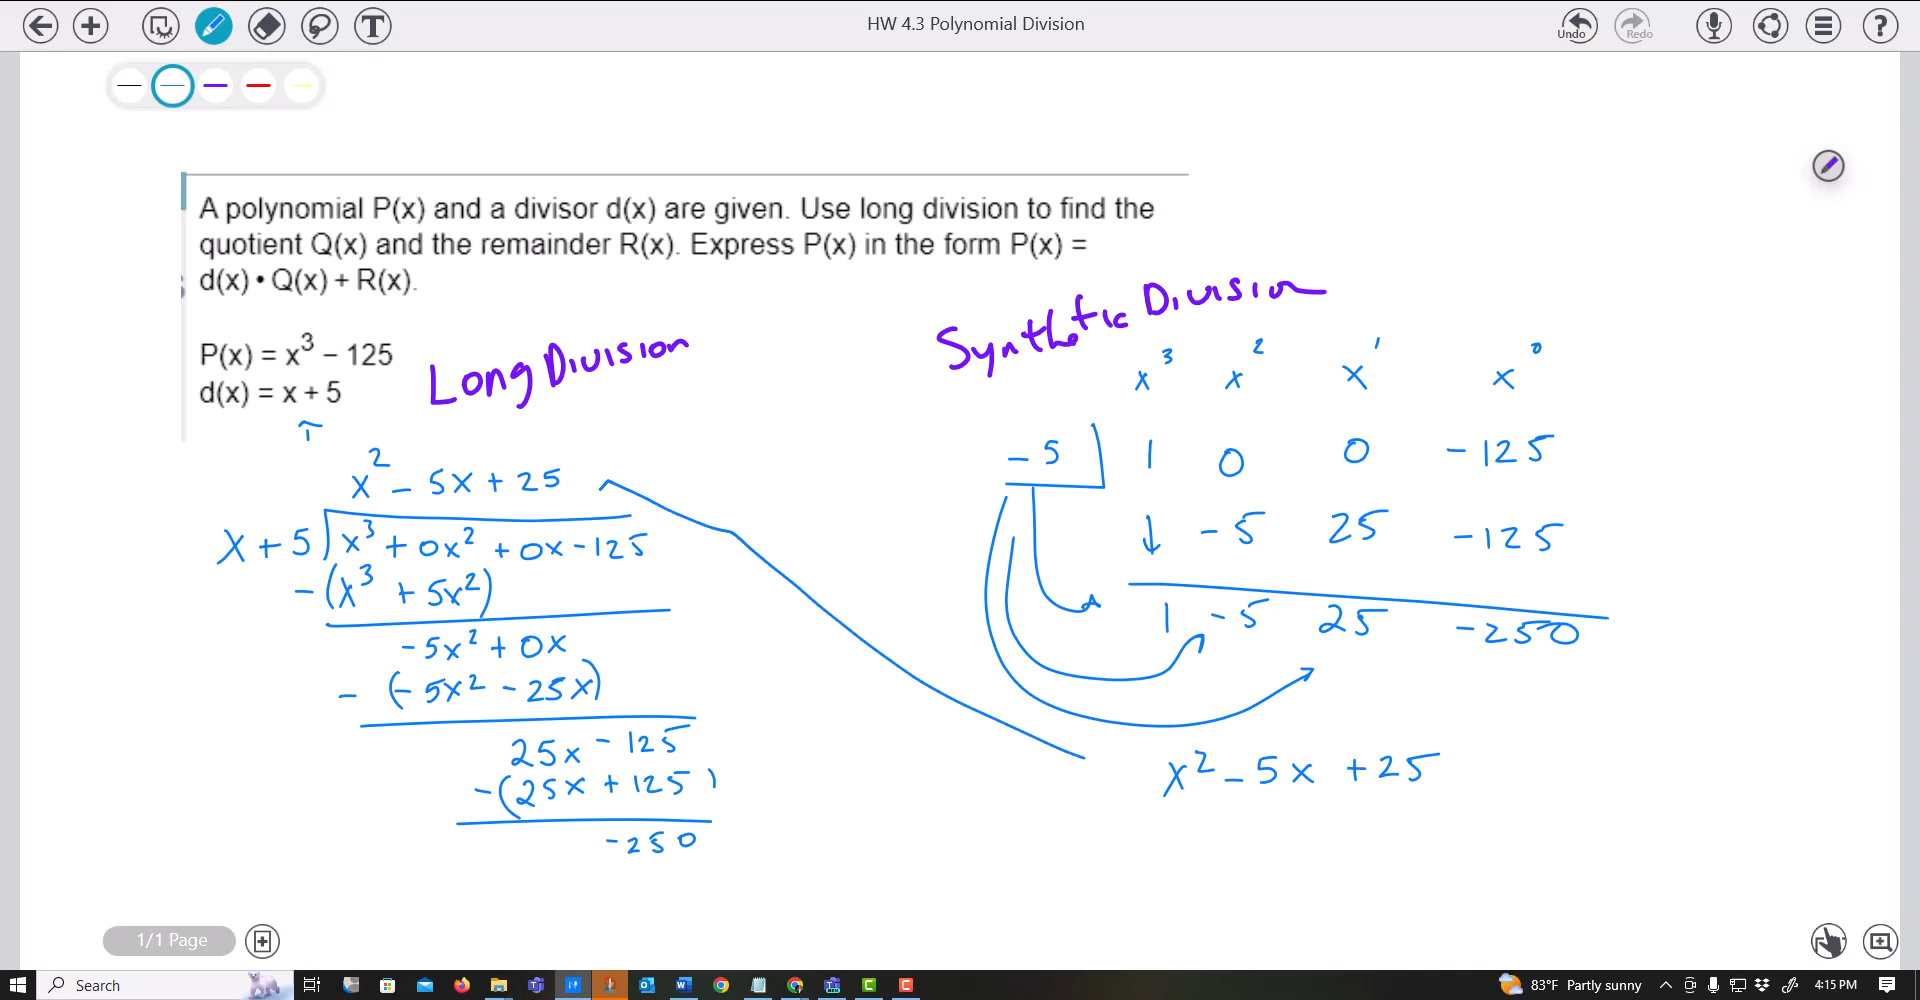 HW 4.3 Polynomial Division
Undo
Redo
A polynomial P(x) and a divisor d(x) are given. Use long division to find the
quotient Q(x) and the remainder R(x). Express P(x) in the form P(x) =
d(x) • Q(x) + R(x).
P(x) = x³ − 125
d(x) = x + 5
Long Division
x² − 5x + 25
x + 5 ) x³ + 0x² + 0x − 125
−(x³ + 5x²)
−5x² + 0x
− (−5x² − 25x)
25x − 125
−(25x + 125)
−250
Synthetic Division
x³ x² x¹ x⁰
−5 | 1 0 0 −125
↓ −5 25 −125
1 −5 25 −250
x² − 5x + 25
1/1 Page
Search
83°F Partly sunny
4:15 PM